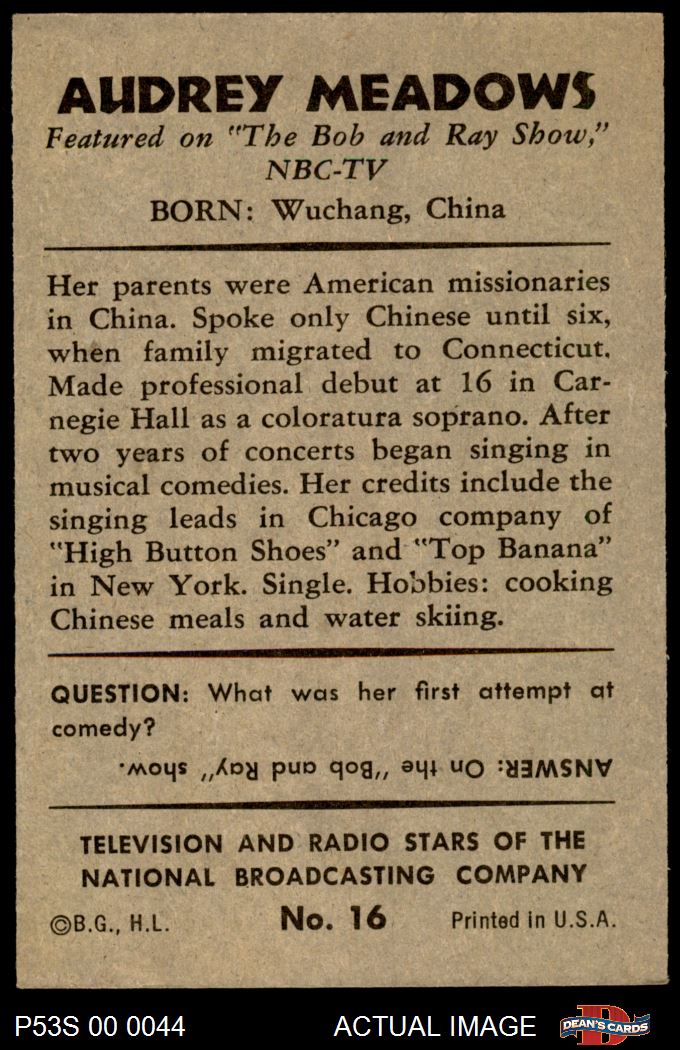 AUDREY MEADOWS
Featured on "The Bob and Ray Show,"
NBC-TV
BORN: Wuchang, China
Her parents were American missionaries
in China. Spoke only Chinese until six,
when family migrated to Connecticut.
Made professional debut at 16 in Car-
negie Hall as a coloratura soprano. After
two years of concerts began singing in
musical comedies. Her credits include the
singing leads in Chicago company of
"High Button Shoes" and "Top Banana"
in New York. Single. Hobbies: cooking
Chinese meals and water skiing.
QUESTION: What was her first attempt at
comedy?
ANSWER: On the "Bob and Ray" show.
TELEVISION AND RADIO STARS OF THE
NATIONAL BROADCASTING COMPANY
©B.G., H.L. No. 16 Printed in U.S.A.
P53S 00 0044 ACTUAL IMAGE DEAN'S CARDS